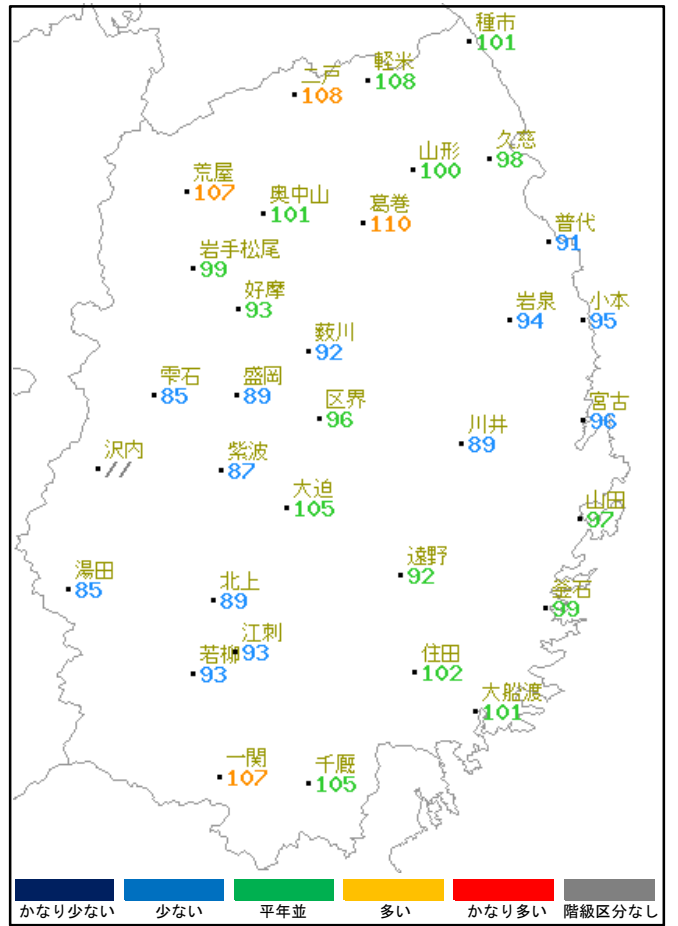 種市
101
軽米
108
二戸
108
久慈
98
山形
100
荒屋
107
奥中山
101
葛巻
110
普代
91
岩手松尾
99
好摩
93
岩泉
94
小本
95
薮川
92
雫石
85
盛岡
89
区界
96
宮古
96
川井
89
沢内
//
紫波
87
大迫
105
山田
97
遠野
92
湯田
85
北上
89
釜石
99
江刺
93
若柳
93
住田
102
大船渡
101
一関
107
千厩
105
かなり少ない 少ない 平年並 多い かなり多い 階級区分なし